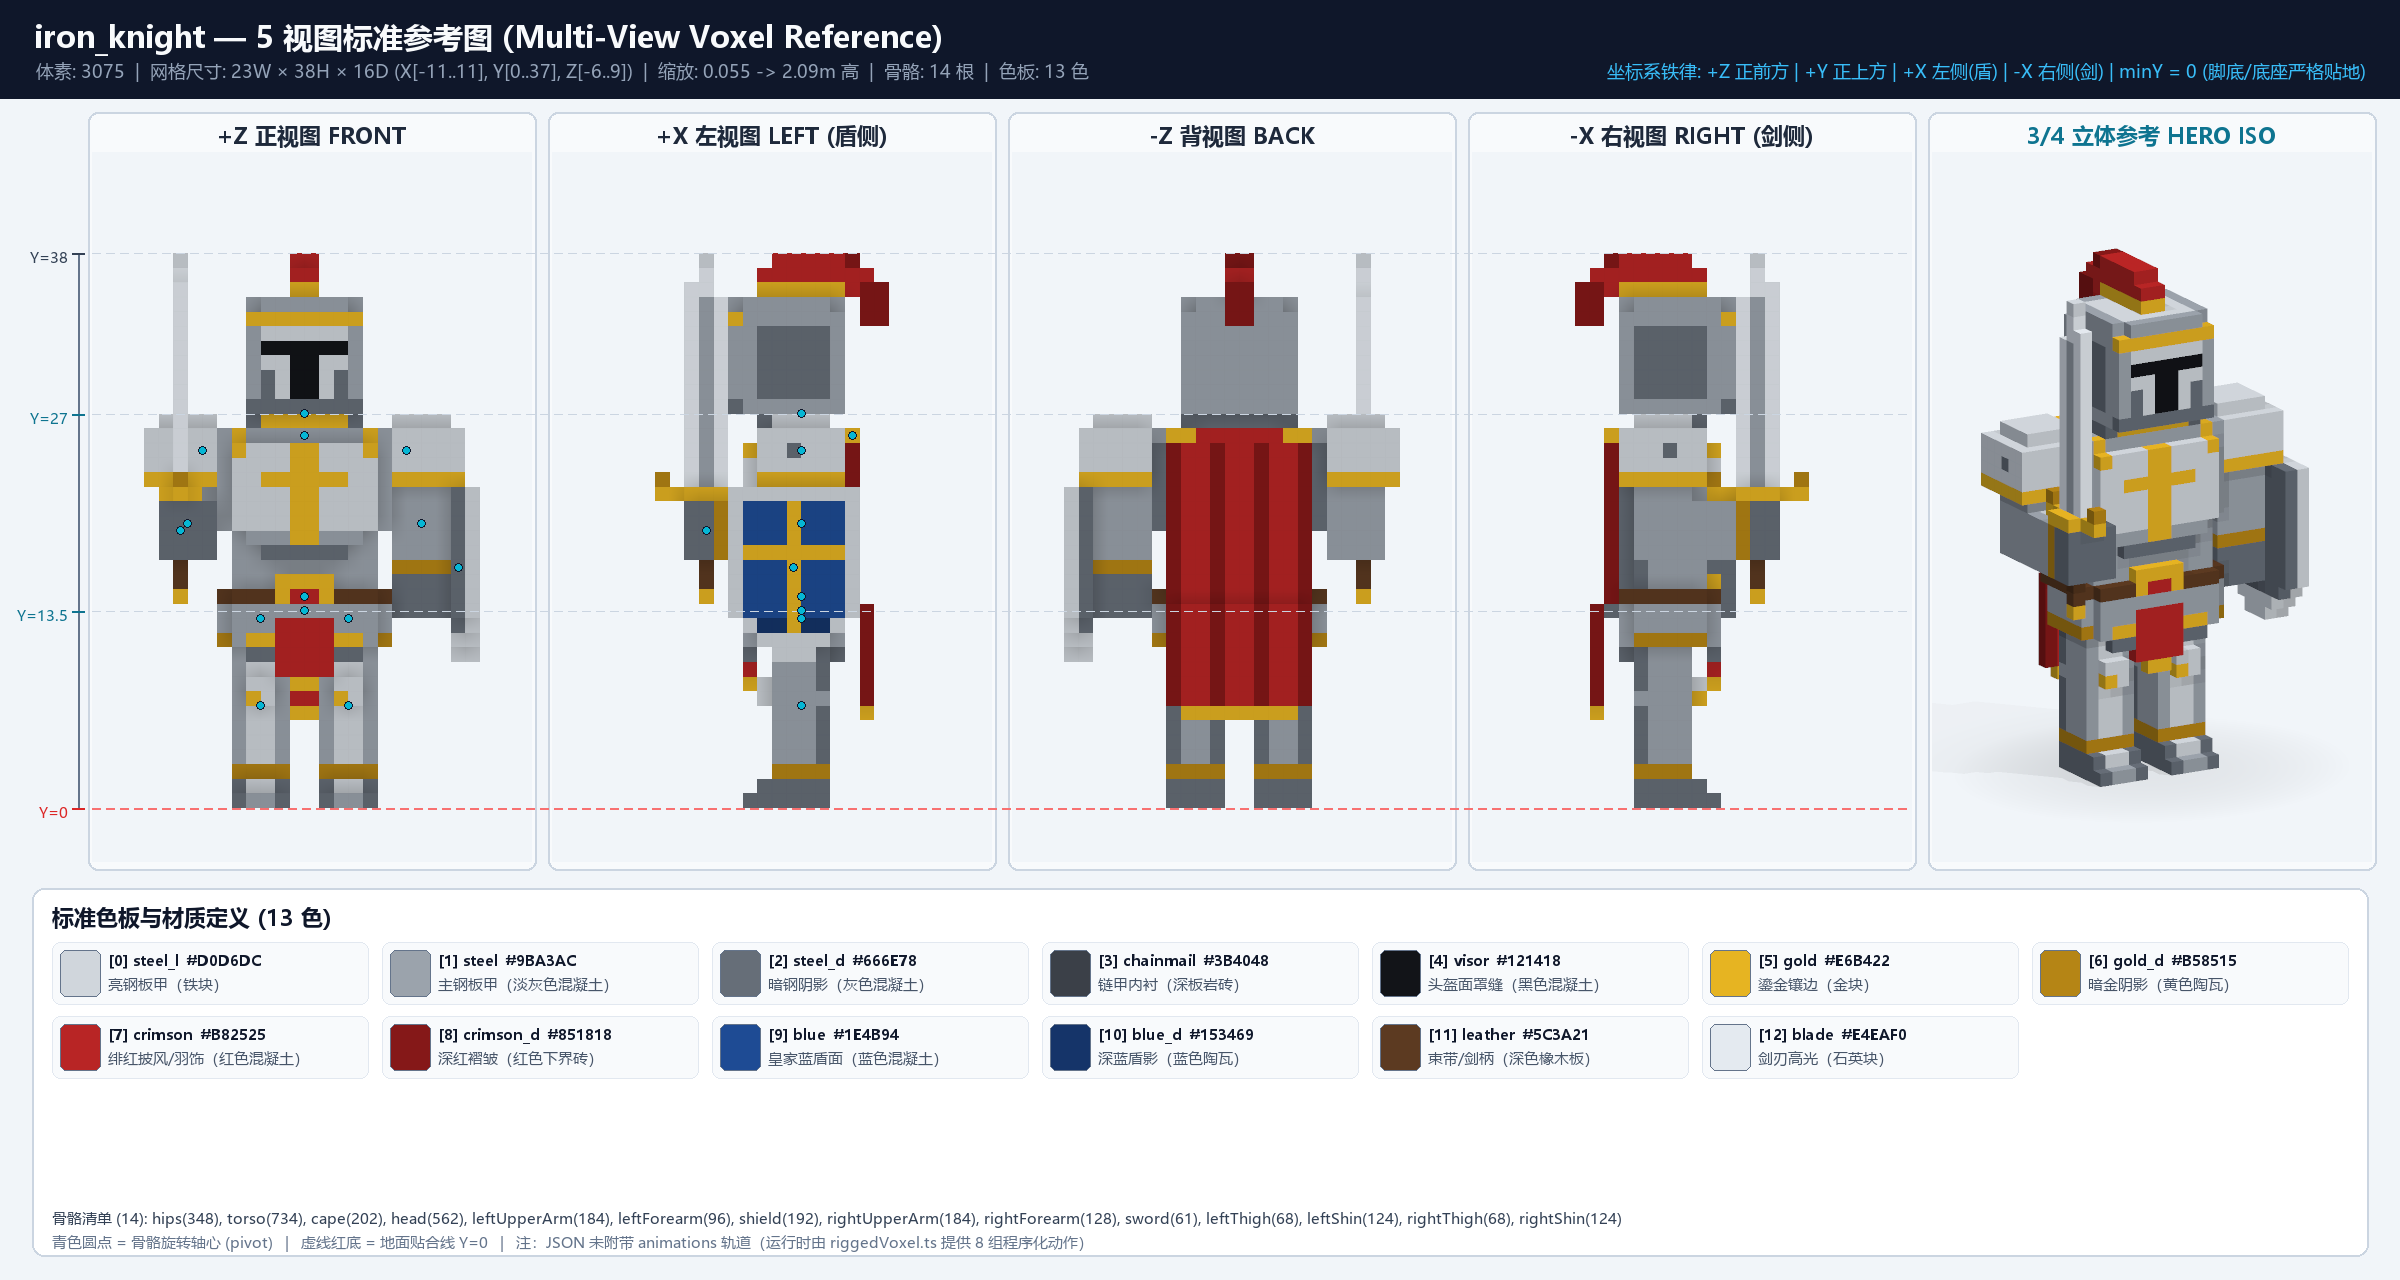 iron_knight — 5 视图标准参考图 (Multi-View Voxel Reference)
体素: 3075 | 网格尺寸: 23W × 38H × 16D (X[-11..11], Y[0..37], Z[-6..9]) | 缩放: 0.055 -> 2.09m 高 | 骨骼: 14 根 | 色板: 13 色
坐标系铁律: +Z 正前方 | +Y 正上方 | +X 左侧(盾) | -X 右侧(剑) | minY = 0 (脚底/底座严格贴地)
+Z 正视图 FRONT
+X 左视图 LEFT (盾侧)
-Z 背视图 BACK
-X 右视图 RIGHT (剑侧)
3/4 立体参考 HERO ISO
Y=38
Y=27
Y=13.5
Y=0
标准色板与材质定义 (13 色)
[0] steel_l #D0D6DC
亮钢板甲 (铁块)
[1] steel #9BA3AC
主钢板甲 (淡灰色混凝土)
[2] steel_d #666E78
暗钢阴影 (灰色混凝土)
[3] chainmail #3B4048
链甲内衬 (深板岩砖)
[4] visor #121418
头盔面罩缝 (黑色混凝土)
[5] gold #E6B422
鎏金镶边 (金块)
[6] gold_d #B58515
暗金阴影 (黄色陶瓦)
[7] crimson #B82525
绯红披风/羽饰 (红色混凝土)
[8] crimson_d #851818
深红褶皱 (红色下界砖)
[9] blue #1E4B94
皇家蓝盾面 (蓝色混凝土)
[10] blue_d #153469
深蓝盾影 (蓝色陶瓦)
[11] leather #5C3A21
束带/剑柄 (深色橡木板)
[12] blade #E4EAF0
剑刃高光 (石英块)
骨骼清单 (14): hips(348), torso(734), cape(202), head(562), leftUpperArm(184), leftForearm(96), shield(192), rightUpperArm(184), rightForearm(128), sword(61), leftThigh(68), leftShin(124), rightThigh(68), rightShin(124)
青色圆点 = 骨骼旋转轴心 (pivot) | 虚线红底 = 地面贴合线 Y=0 | 注: JSON 未附带 animations 轨道 (运行时由 riggedVoxel.ts 提供 8 组程序化动作)